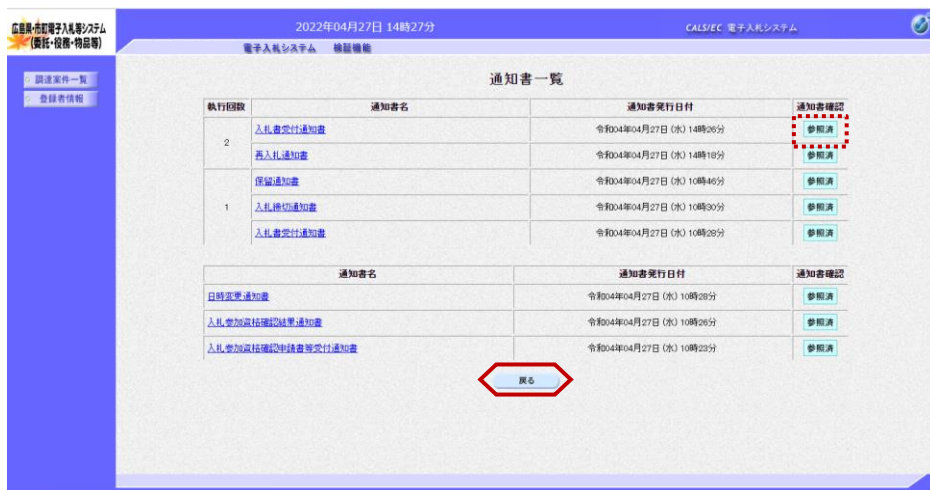 広島県・市町電子入札等システム
(委託・役務・物品等)
2022年04月27日 14時27分
CALS/EC 電子入札システム
電子入札システム 検証機能
調達案件一覧
登録者情報
通知書一覧
執行回数 通知書名 通知書発行日付 通知書確認
2 入札書受付通知書 令和04年04月27日 (水) 14時26分 参照済
再入札通知書 令和04年04月27日 (水) 14時18分 参照済
保留通知書 令和04年04月27日 (水) 10時46分 参照済
1 入札締切通知書 令和04年04月27日 (水) 10時30分 参照済
入札書受付通知書 令和04年04月27日 (水) 10時29分 参照済
通知書名 通知書発行日付 通知書確認
日時変更通知書 令和04年04月27日 (水) 10時28分 参照済
入札参加資格確認結果通知書 令和04年04月27日 (水) 10時26分 参照済
入札参加資格確認申請書等受付通知書 令和04年04月27日 (水) 10時23分 参照済
戻る